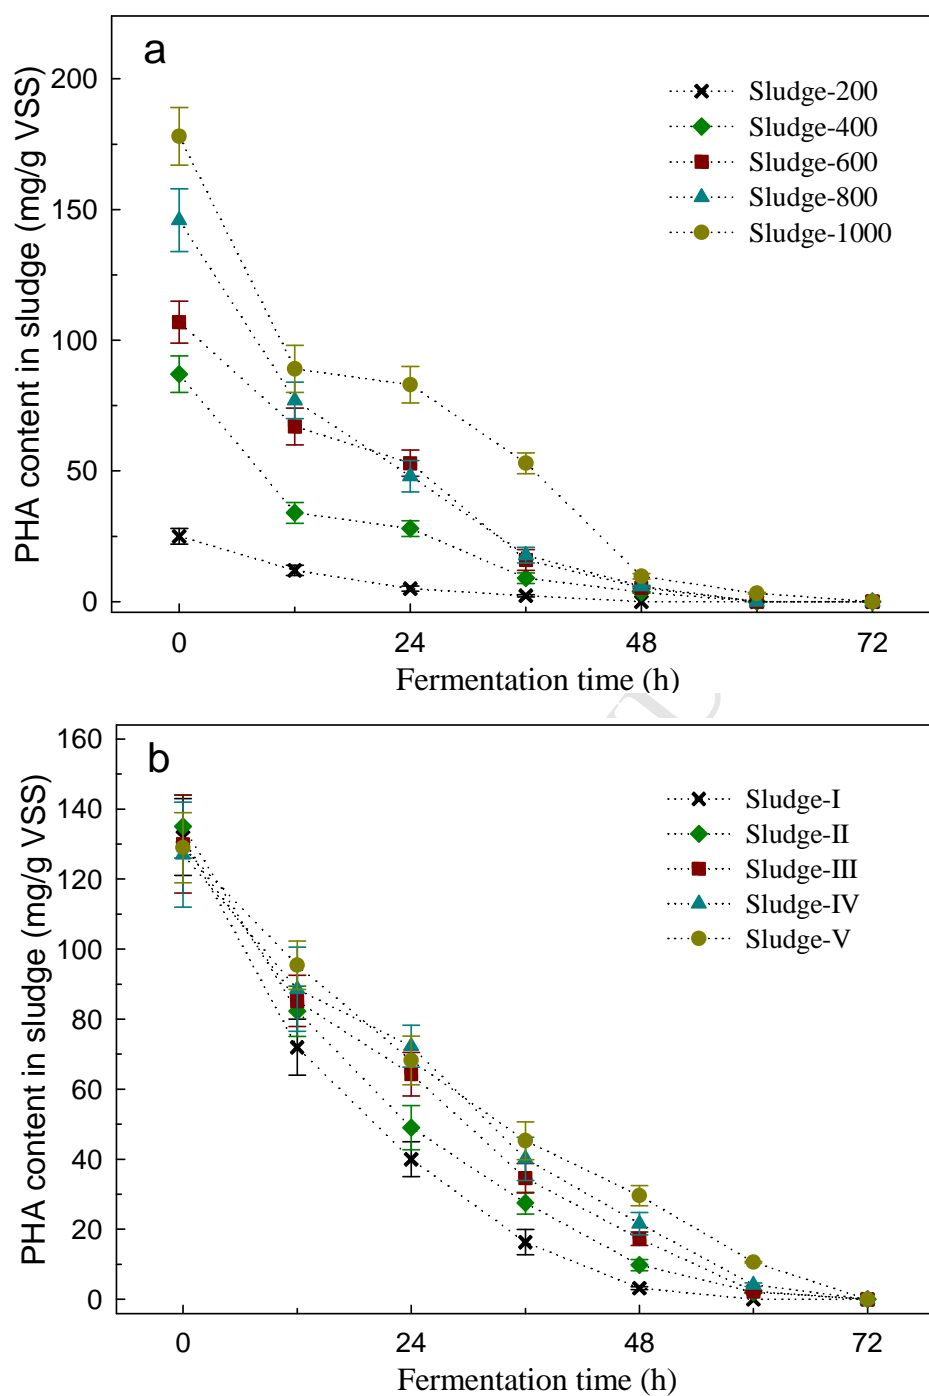 a
PHA content in sludge (mg/g VSS)
200
150
100
50
0
Sludge-200
Sludge-400
Sludge-600
Sludge-800
Sludge-1000
0 24 48 72
Fermentation time (h)
b
PHA content in sludge (mg/g VSS)
160
140
120
100
80
60
40
20
0
Sludge-I
Sludge-II
Sludge-III
Sludge-IV
Sludge-V
0 24 48 72
Fermentation time (h)